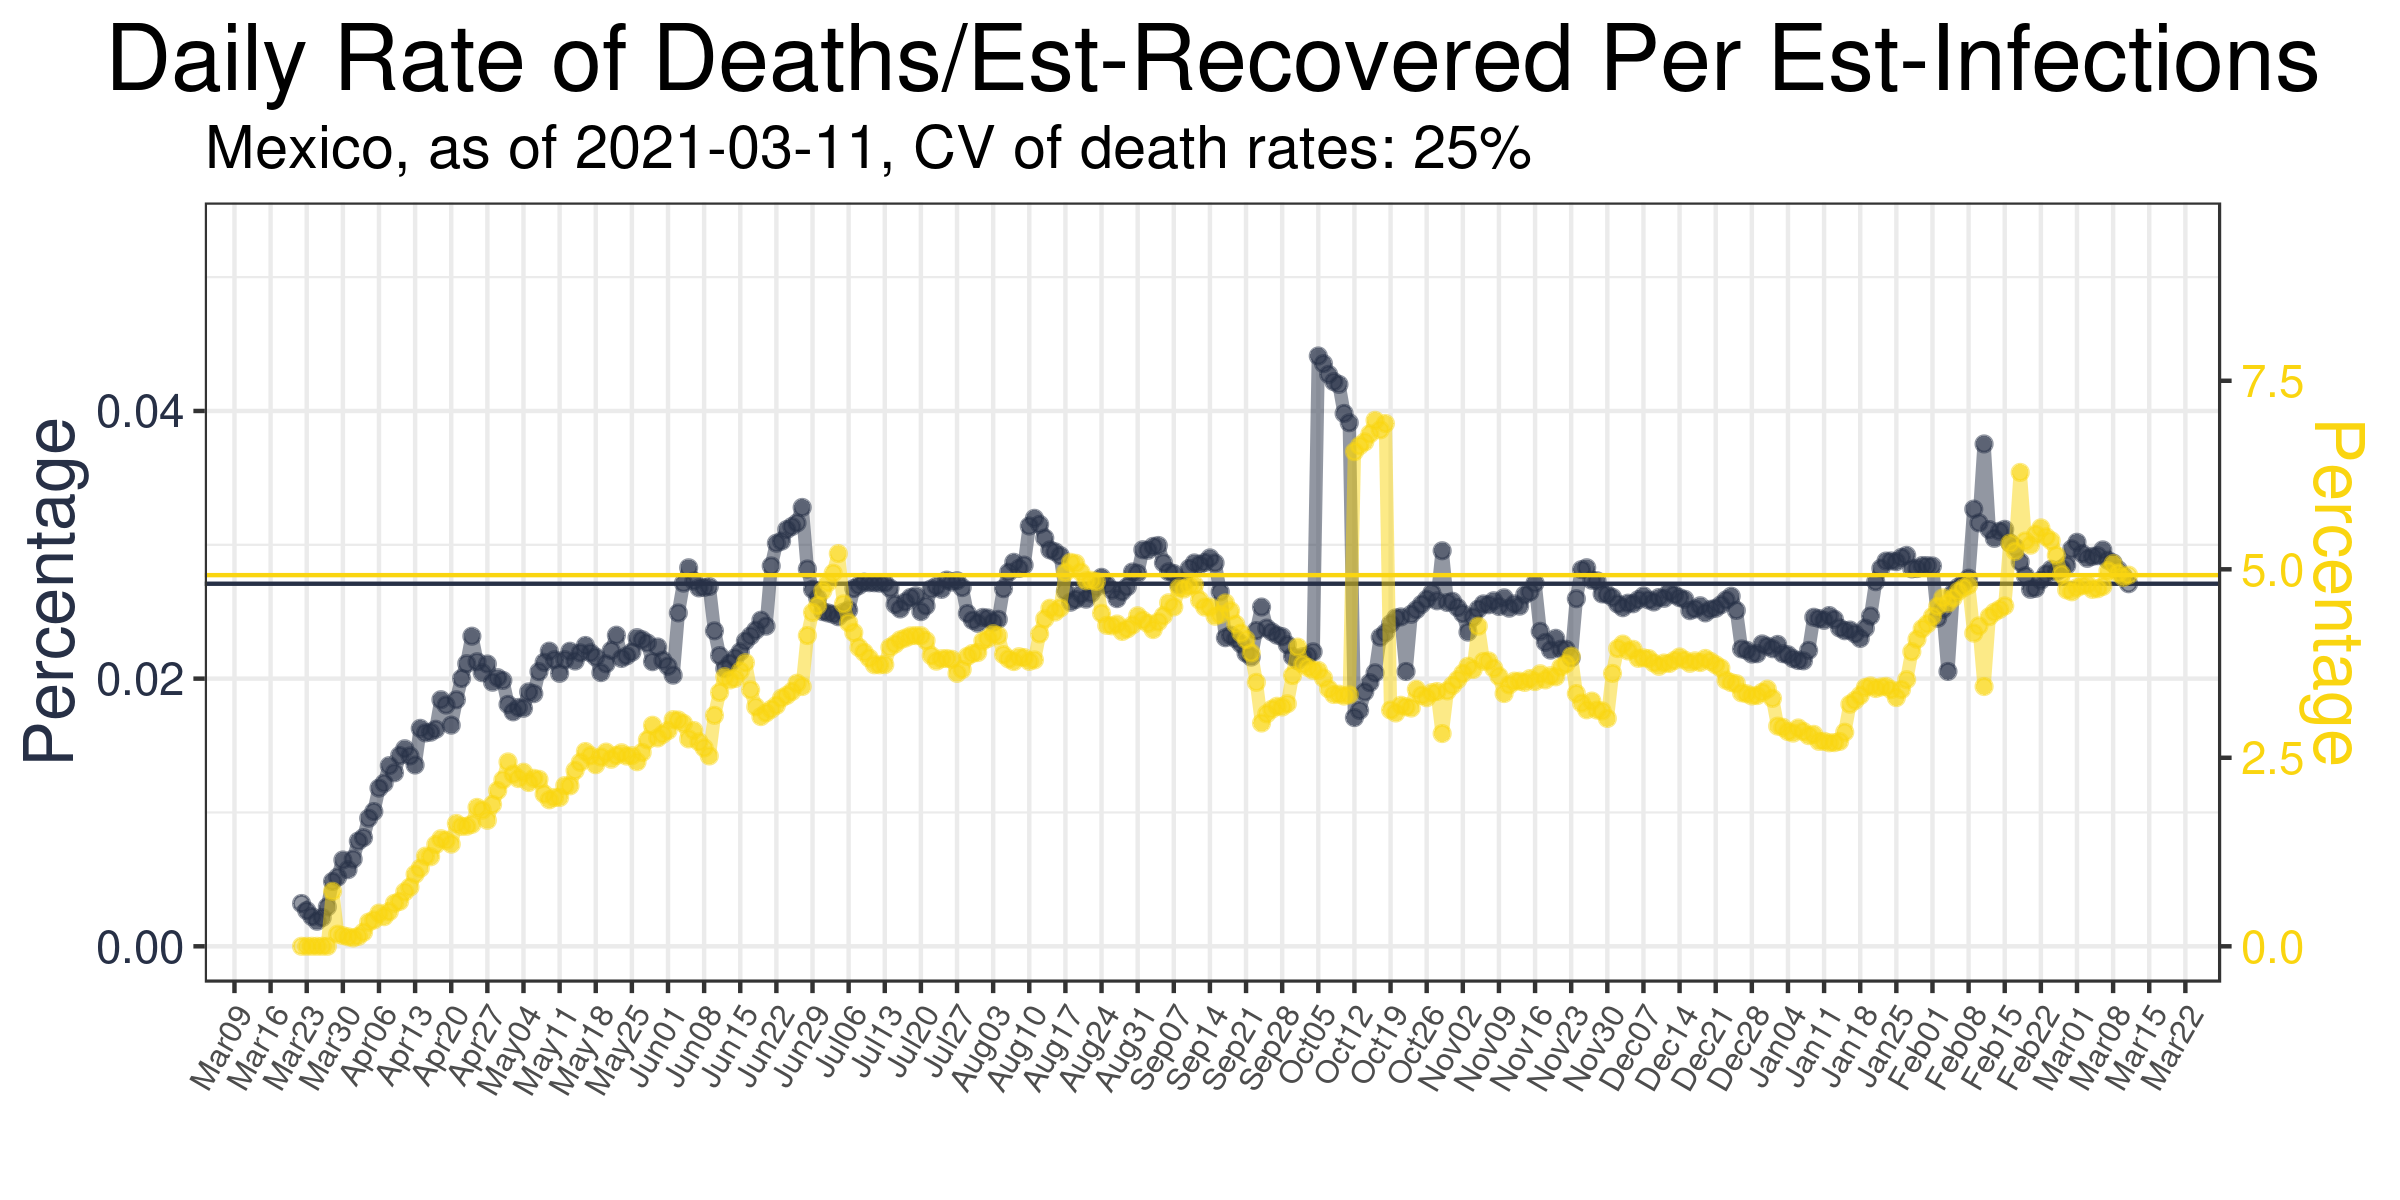 Daily Rate of Deaths/Est-Recovered Per Est-Infections
Mexico, as of 2021-03-11, CV of death rates: 25%
Percentage
0.04
0.02
0.00
7.5
5.0
2.5
0.0
Percentage
Mar09 Mar16 Mar23 Mar30 Apr06 Apr13 Apr20 Apr27 May04 May11 May18 May25 Jun01 Jun08 Jun15 Jun22 Jun29 Jul06 Jul13 Jul20 Jul27 Aug03 Aug10 Aug17 Aug24 Aug31 Sep07 Sep14 Sep21 Sep28 Oct05 Oct12 Oct19 Oct26 Nov02 Nov09 Nov16 Nov23 Nov30 Dec07 Dec14 Dec21 Dec28 Jan04 Jan11 Jan18 Jan25 Feb01 Feb08 Feb15 Feb22 Mar01 Mar08 Mar15 Mar22